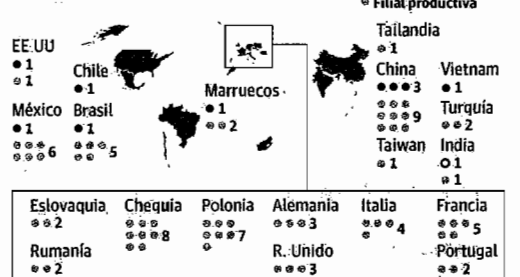 Filial productiva
Tailandia
1
EE.UU
1
1
Chile
1
China
3
9
Vietnam
1
Marruecos
1
2
México
1
6
Brasil
1
5
Turquía
2
Taiwan
1
India
1
1
Eslovaquia
2
Chequia
8
Polonia
7
Alemania
3
Italia
4
Francia
5
Rumanía
2
R. Unido
3
Portugal
2